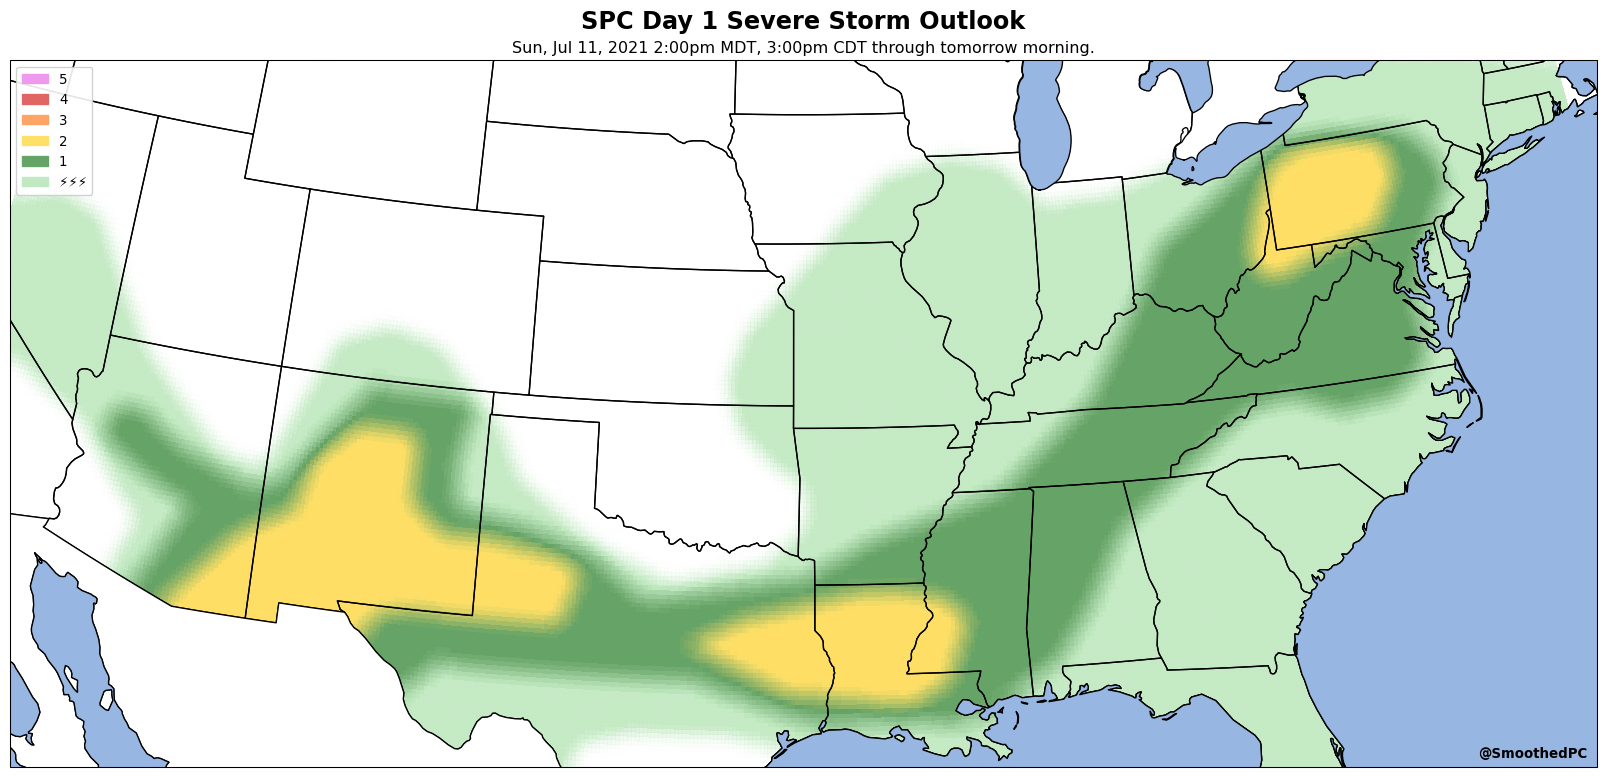 SPC Day 1 Severe Storm Outlook
Sun, Jul 11, 2021 2:00pm MDT, 3:00pm CDT through tomorrow morning.
5
4
3
2
1
⚡⚡⚡
@SmoothedPC